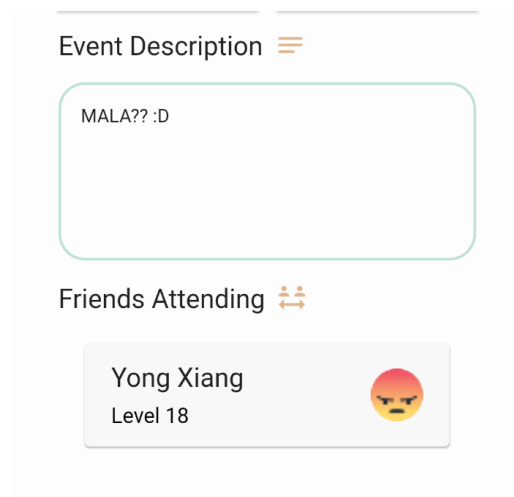 Event Description
MALA?? :D
Friends Attending
Yong Xiang
Level 18